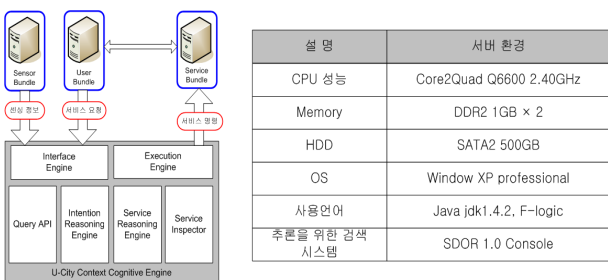 Sensor
Bundle
User
Bundle
Service
Bundle
센싱 정보
서비스 요청
서비스 명령
Interface
Engine
Execution
Engine
Query API
Intention
Reasoning
Engine
Service
Reasoning
Engine
Service
Inspector
U-City Context Cognitive Engine
설 명 서버 환경
CPU 성능 Core2Quad Q6600 2.40GHz
Memory DDR2 1GB × 2
HDD SATA2 500GB
OS Window XP professional
사용언어 Java jdk1.4.2, F-logic
추론을 위한 검색
시스템 SDOR 1.0 Console